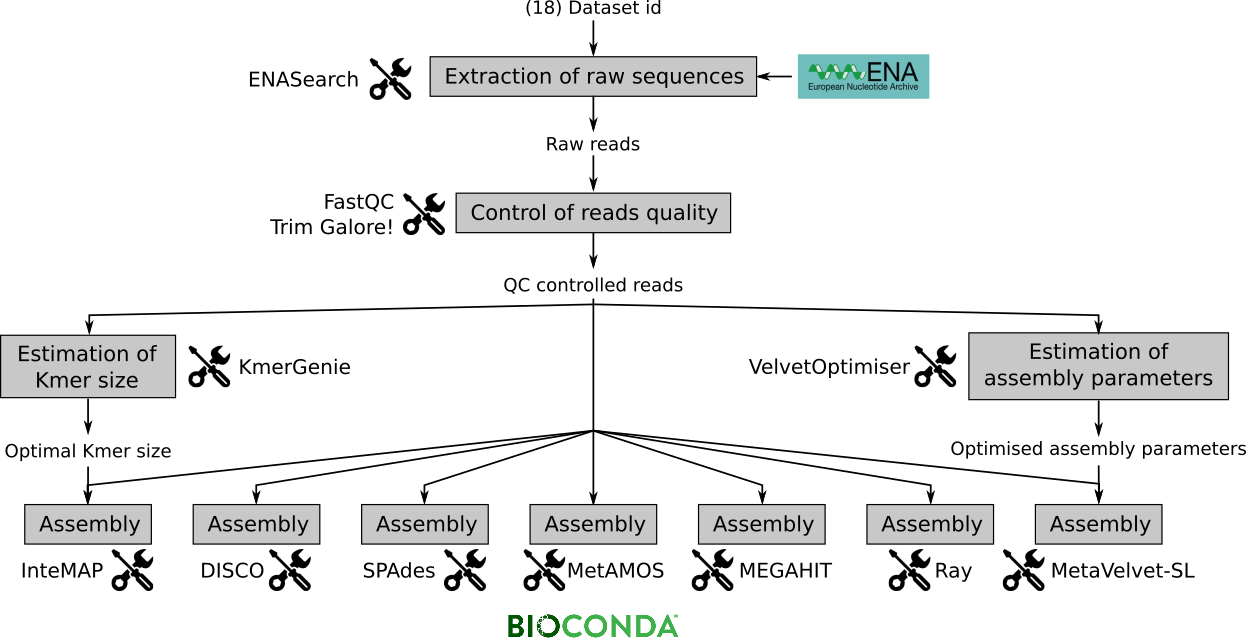 (18) Dataset id
ENASearch
Extraction of raw sequences
ENA
European Nucleotide Archive
Raw reads
FastQC
Trim Galore!
Control of reads quality
QC controlled reads
Estimation of
Kmer size
KmerGenie
VelvetOptimiser
Estimation of
assembly parameters
Optimal Kmer size
Optimised assembly parameters
Assembly
Assembly
Assembly
Assembly
Assembly
Assembly
Assembly
InteMAP
DISCO
SPAdes
MetAMOS
MEGAHIT
Ray
MetaVelvet-SL
BIOCONDA